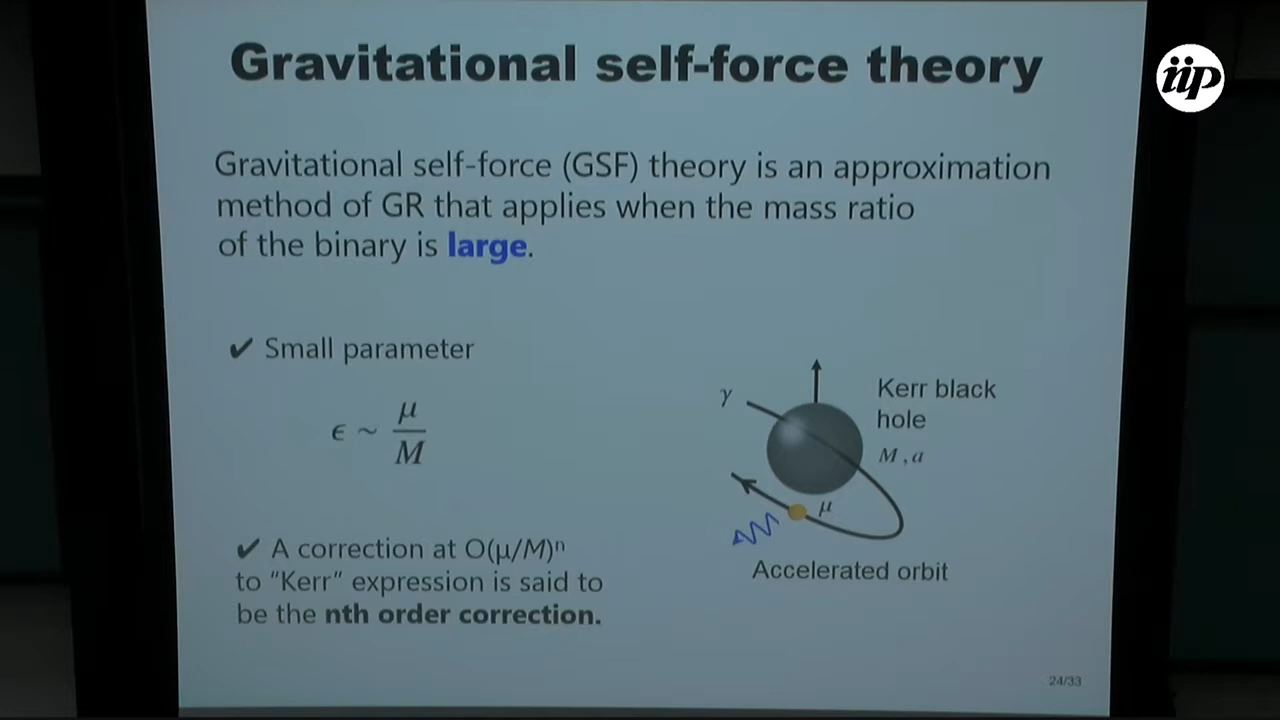 Gravitational self-force theory
iip
Gravitational self-force (GSF) theory is an approximation
method of GR that applies when the mass ratio
of the binary is large.
✔ Small parameter
ϵ ~ μ/M
γ
Kerr black
hole
M , a
μ
Accelerated orbit
✔ A correction at O(μ/M)ⁿ
to “Kerr” expression is said to
be the nth order correction.
24/33